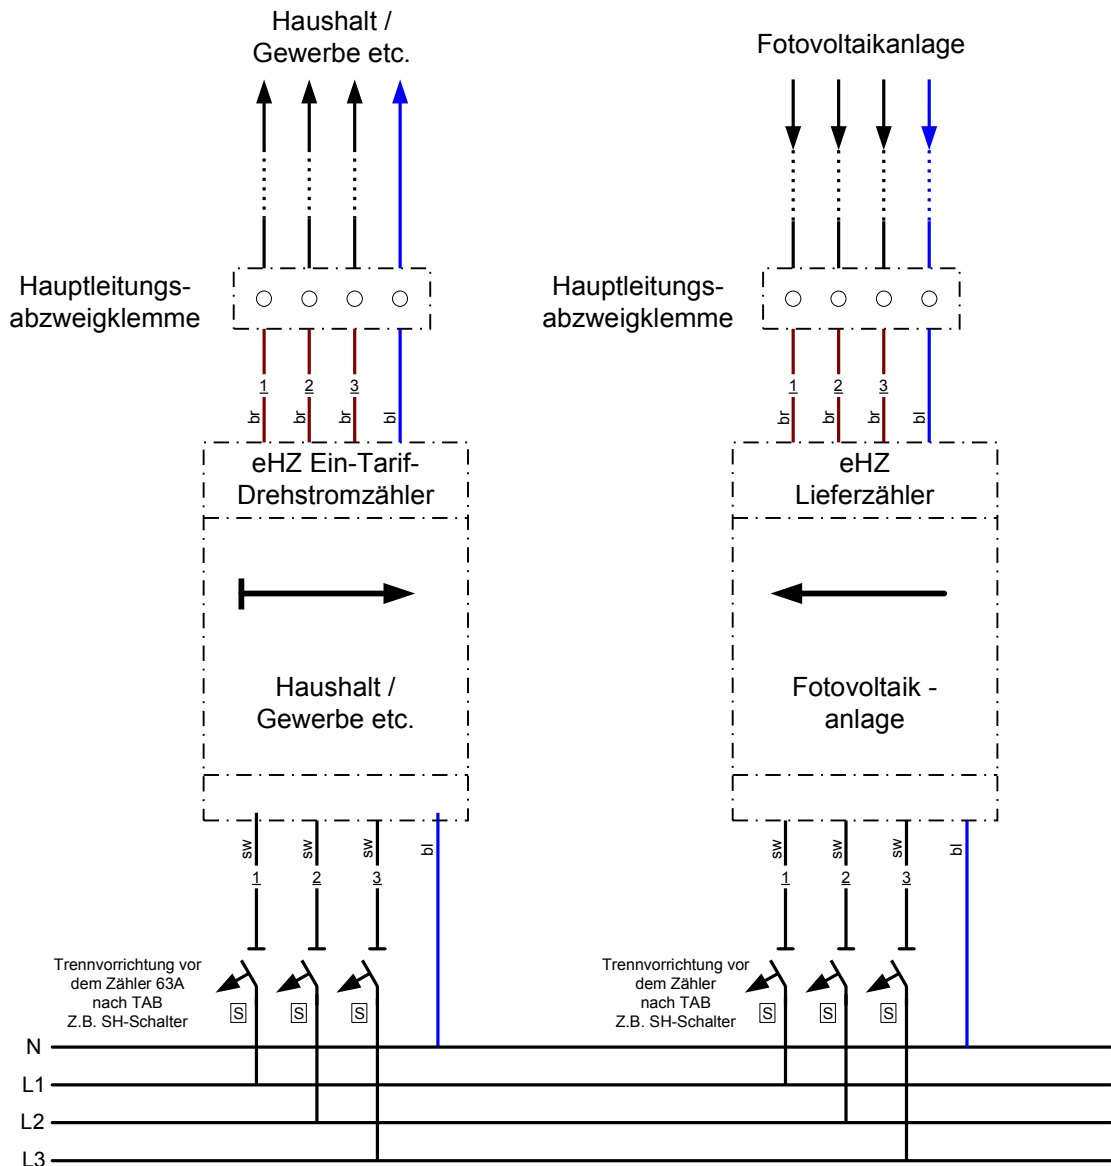 Haushalt /
Gewerbe etc.
Fotovoltaikanlage
Hauptleitungs-
abzweigklemme
Hauptleitungs-
abzweigklemme
1 2 3
br br br bl
1 2 3
br br br bl
eHZ Ein-Tarif-
Drehstromzähler
eHZ
Lieferzähler
Haushalt /
Gewerbe etc.
Fotovoltaik -
anlage
sw sw sw bl
1 2 3
sw sw sw bl
1 2 3
Trennvorrichtung vor
dem Zähler 63A
nach TAB
Z.B. SH-Schalter
S S S
Trennvorrichtung vor
dem Zähler
nach TAB
Z.B. SH-Schalter
S S S
N
L1
L2
L3